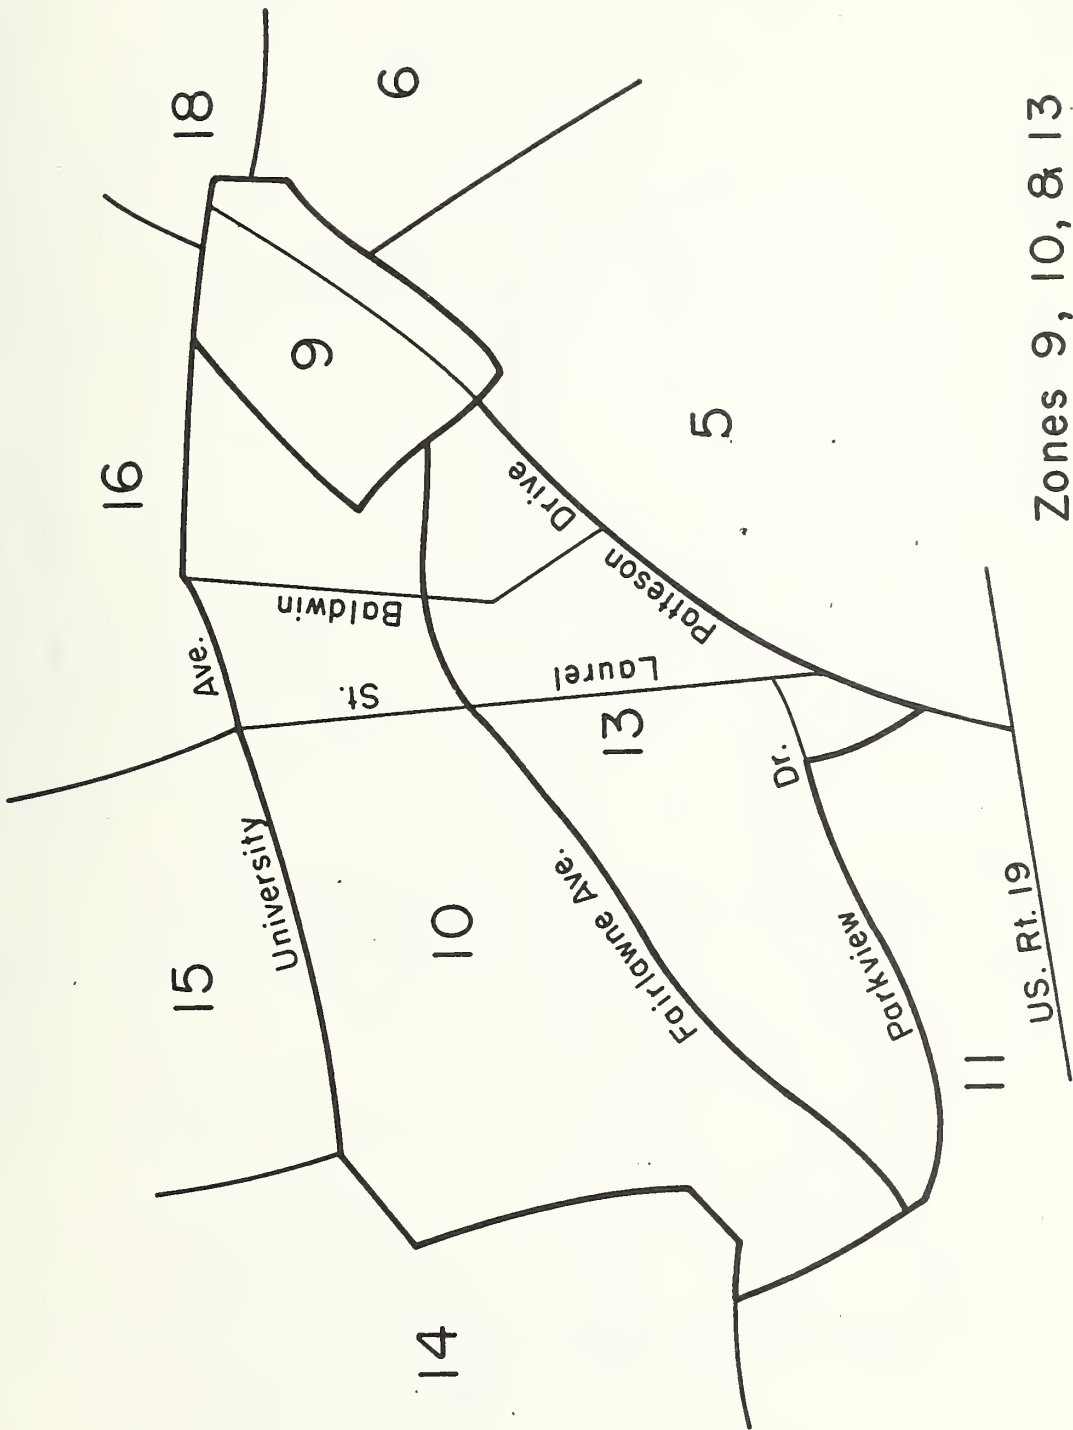 18
6
16
9
5
Drive
Patteson
Baldwin
University Ave.
Laurel St.
15
10
13
Fairlawne Ave.
Parkview Dr.
14
11
US. Rt. 19
Zones 9, 10, & 13